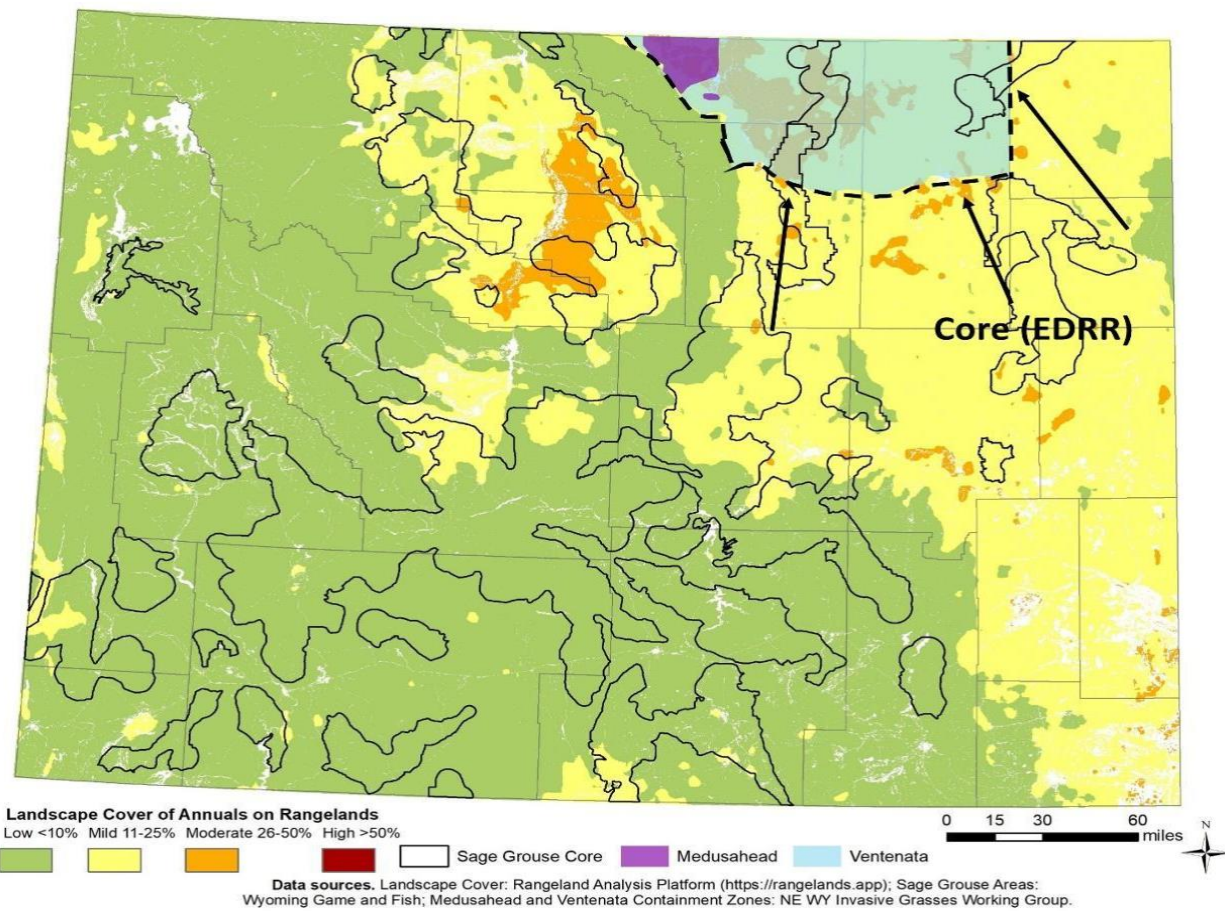 Core (EDRR)
Landscape Cover of Annuals on Rangelands
Low <10% Mild 11-25% Moderate 26-50% High >50%
Sage Grouse Core Medusahead Ventenata
0 15 30 60
miles
N
Data sources. Landscape Cover: Rangeland Analysis Platform (https://rangelands.app); Sage Grouse Areas:
Wyoming Game and Fish; Medusahead and Ventenata Containment Zones: NE WY Invasive Grasses Working Group.